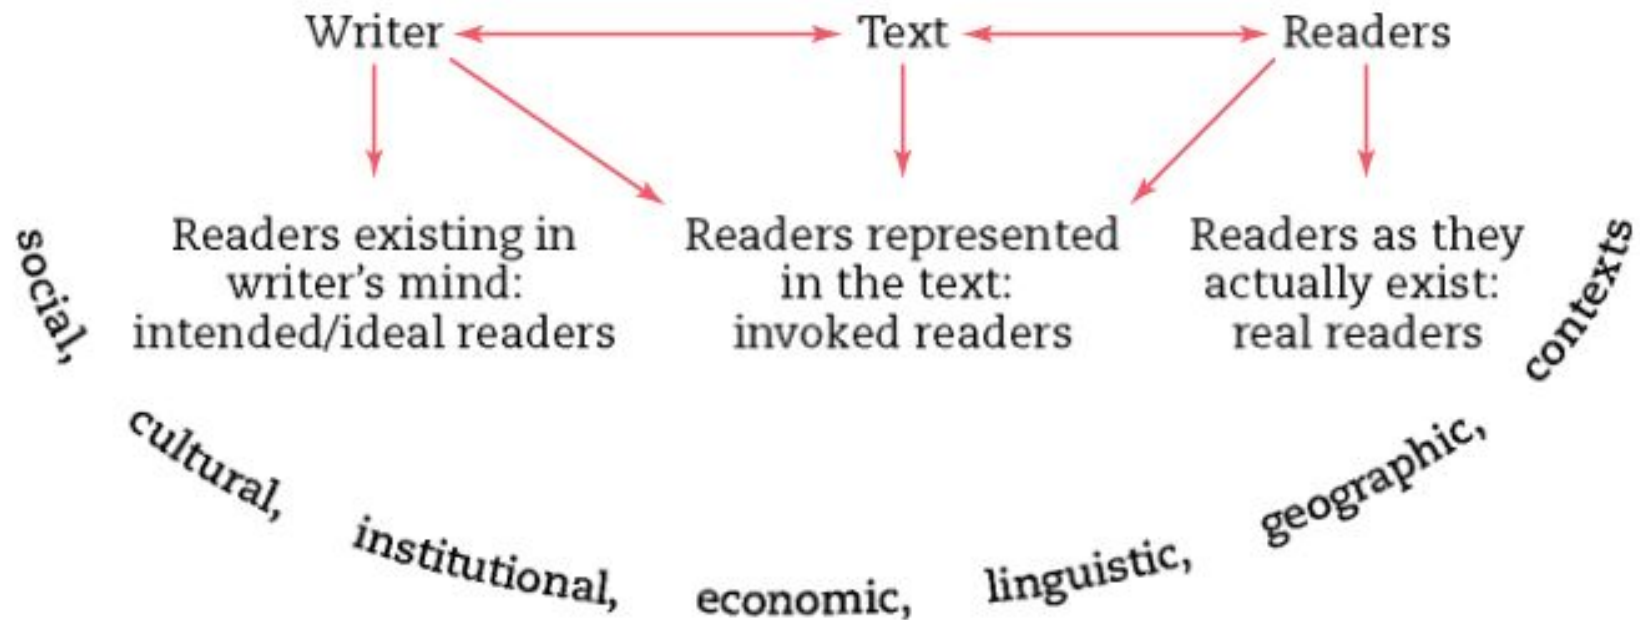 Writer Text Readers
Readers existing in
writer’s mind:
intended/ideal readers
Readers represented
in the text:
invoked readers
Readers as they
actually exist:
real readers
social, cultural, institutional, economic, linguistic, geographic, contexts